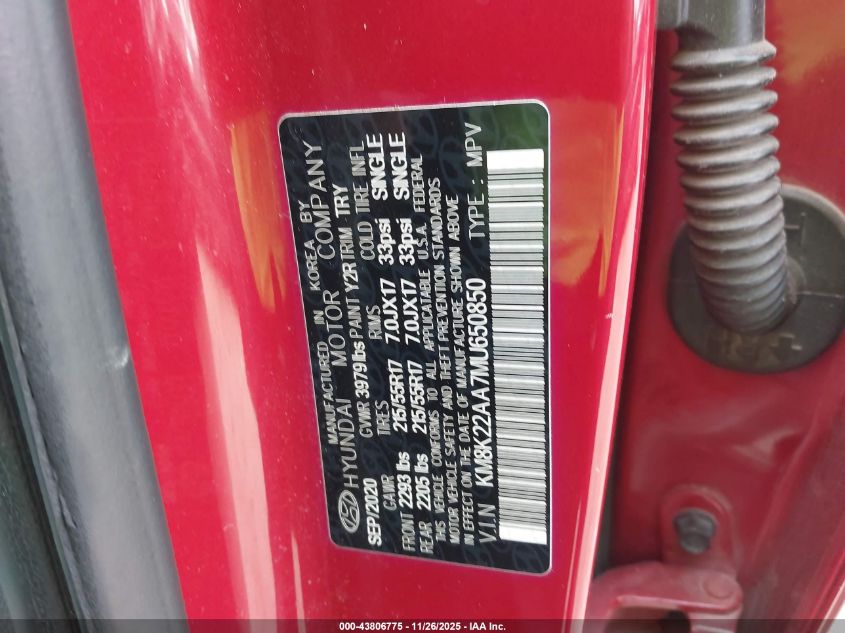 MANUFACTURED IN KOREA BY
HYUNDAI MOTOR COMPANY
SEP/2020 GVWR 3979lbs PAINT Y2R TRIM TRY
GAWR TIRES RIMS COLD TIRE INFL
FRONT 2293 lbs 215/55R17 7.0JX17 33psi SINGLE
REAR 2205 lbs 215/55R17 7.0JX17 33psi SINGLE
THIS VEHICLE CONFORMS TO ALL APPLICATABLE U.S.A. FEDERAL
MOTOR VEHICLE SAFETY AND THEFT PREVENTION STANDARDS
IN EFFECT ON THE DATE OF MANUFACTURE SHOWN ABOVE
V.I.N KM8K22AA7MU650850 TYPE : MPV
000-43806775 - 11/26/2025 - IAA Inc.